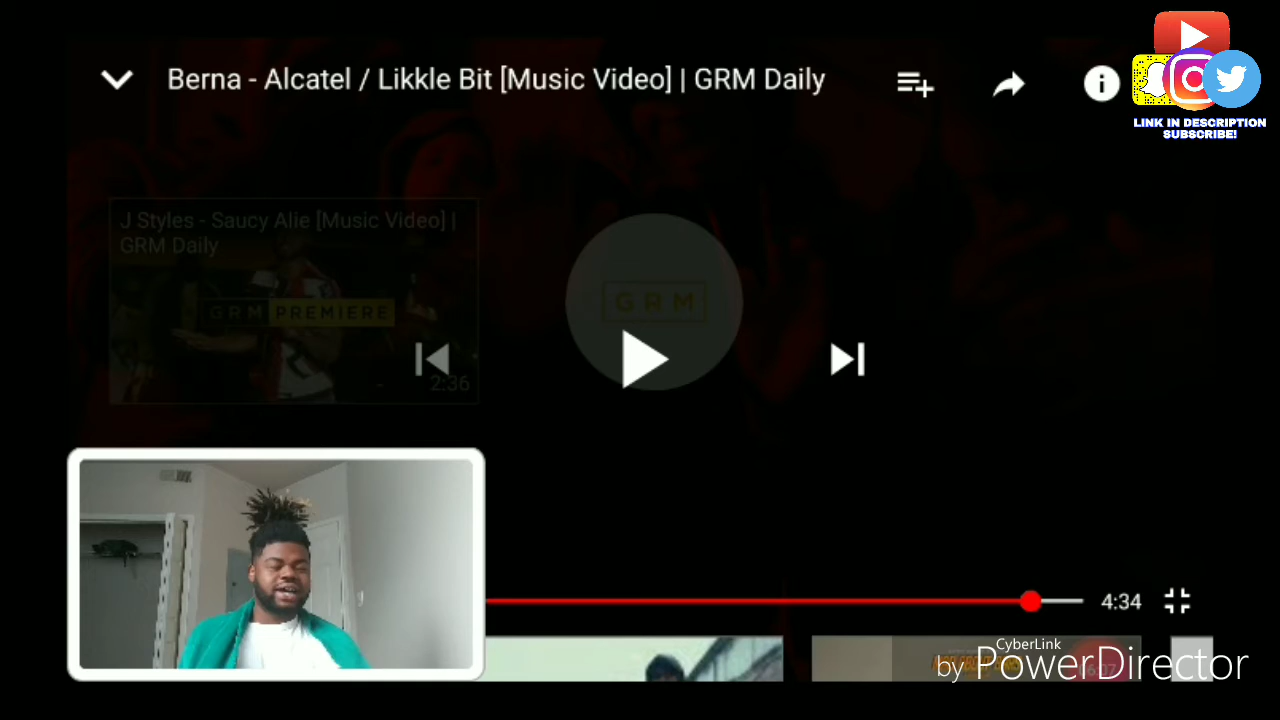 Berna - Alcatel / Likkle Bit [Music Video] | GRM Daily
LINK IN DESCRIPTION
SUBSCRIBE!
J Styles - Saucy Alie [Music Video] |
GRM Daily
GRM PREMIERE
GRM
2:36
4:34
CyberLink
by PowerDirector